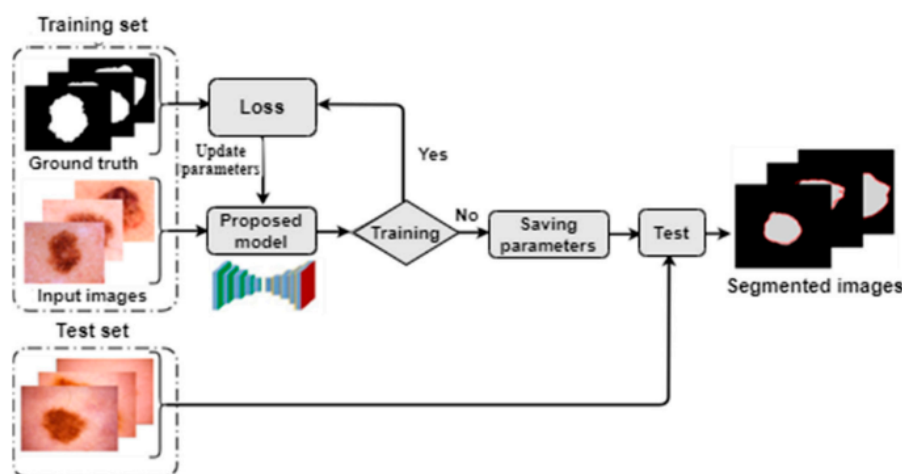 Training set
Loss
Ground truth
Update
parameters
Yes
Proposed
model
Training
No
Saving
parameters
Test
Input images
Segmented images
Test set